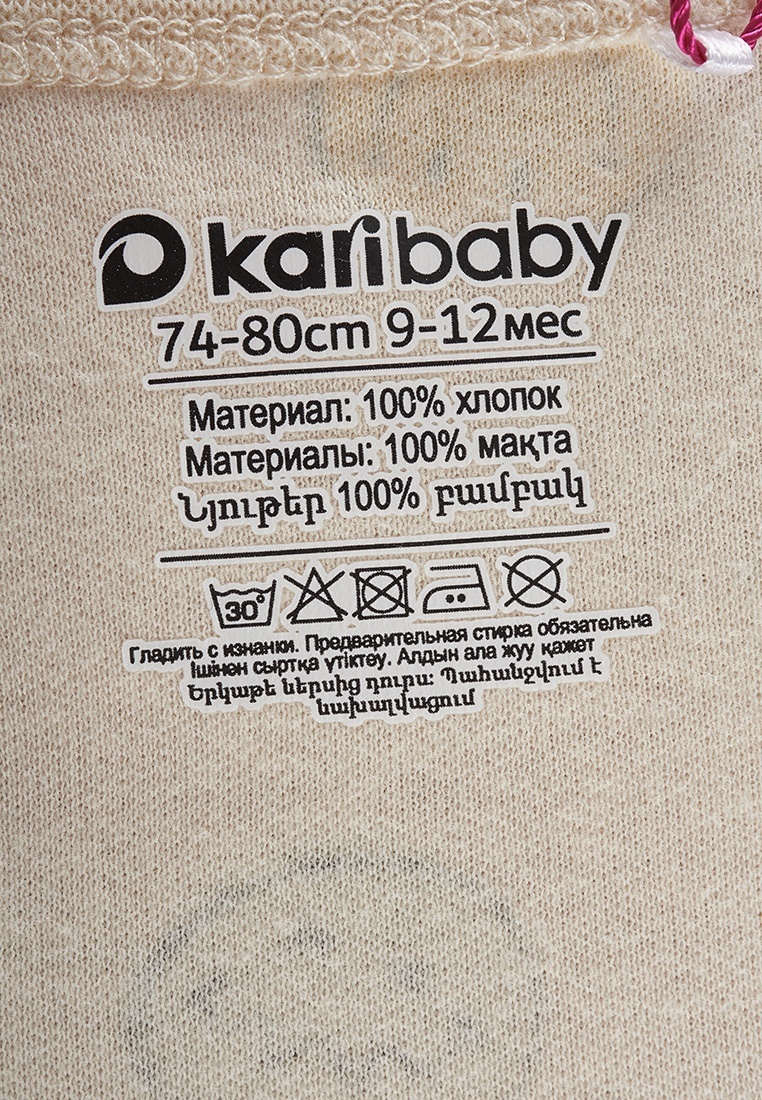 kari baby
74-80cm 9-12мес
Материал: 100% хлопок
Материалы: 100% мақта
Նյութեր 100% բամբակ
30°
Гладить с изнанки. Предварительная стирка обязательна
Ішінен сыртқа үтіктеу. Алдын ала жуу қажет
Երկաթե ներսից դուրս: Պահանջվում է
նախալվացում